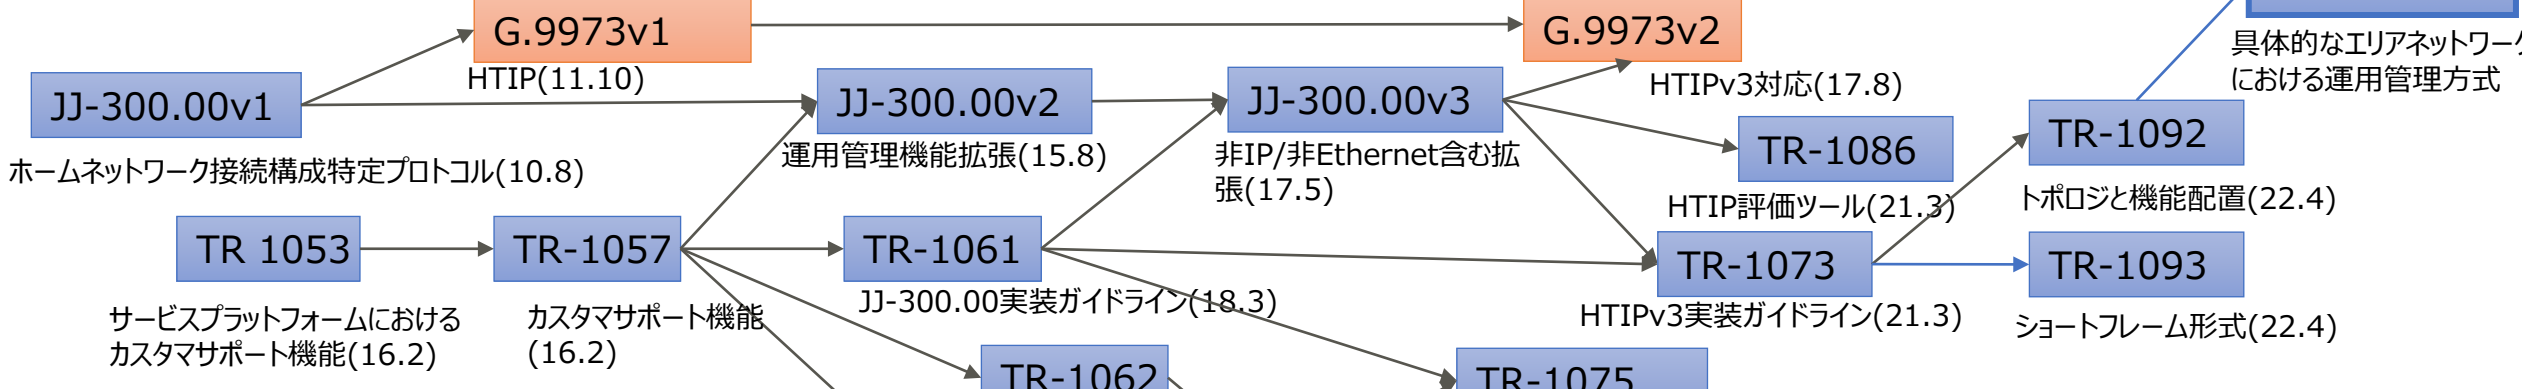 G.9973v1
G.9973v2
HTIP(11.10)
JJ-300.00v1
JJ-300.00v2
JJ-300.00v3
HTIPv3対応(17.8)
具体的なエリアネットワーク
における運用管理方式
TR-1092
TR-1086
ホームネットワーク接続構成特定プロトコル(10.8)
運用管理機能拡張(15.8)
非IP/非Ethernet含む拡
張(17.5)
HTIP評価ツール(21.3)
トポロジと機能配置(22.4)
TR 1053
TR-1057
TR-1061
TR-1073
TR-1093
サービスプラットフォームにおける
カスタマサポート機能(16.2)
カスタマサポート機能
(16.2)
JJ-300.00実装ガイドライン(18.3)
HTIPv3実装ガイドライン(21.3)
ショートフレーム形式(22.4)
TR-1062
TR-1075